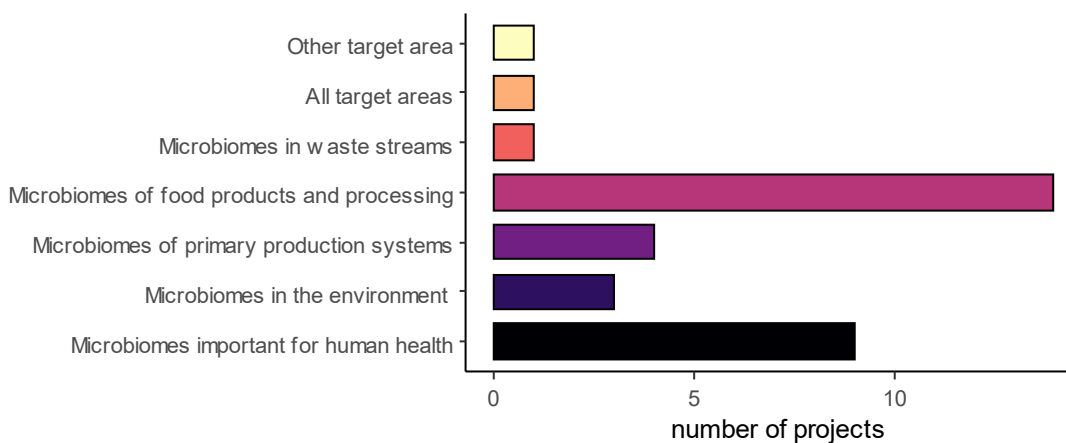 Other target area
All target areas
Microbiomes in waste streams
Microbiomes of food products and processing
Microbiomes of primary production systems
Microbiomes in the environment
Microbiomes important for human health
0 5 10
number of projects